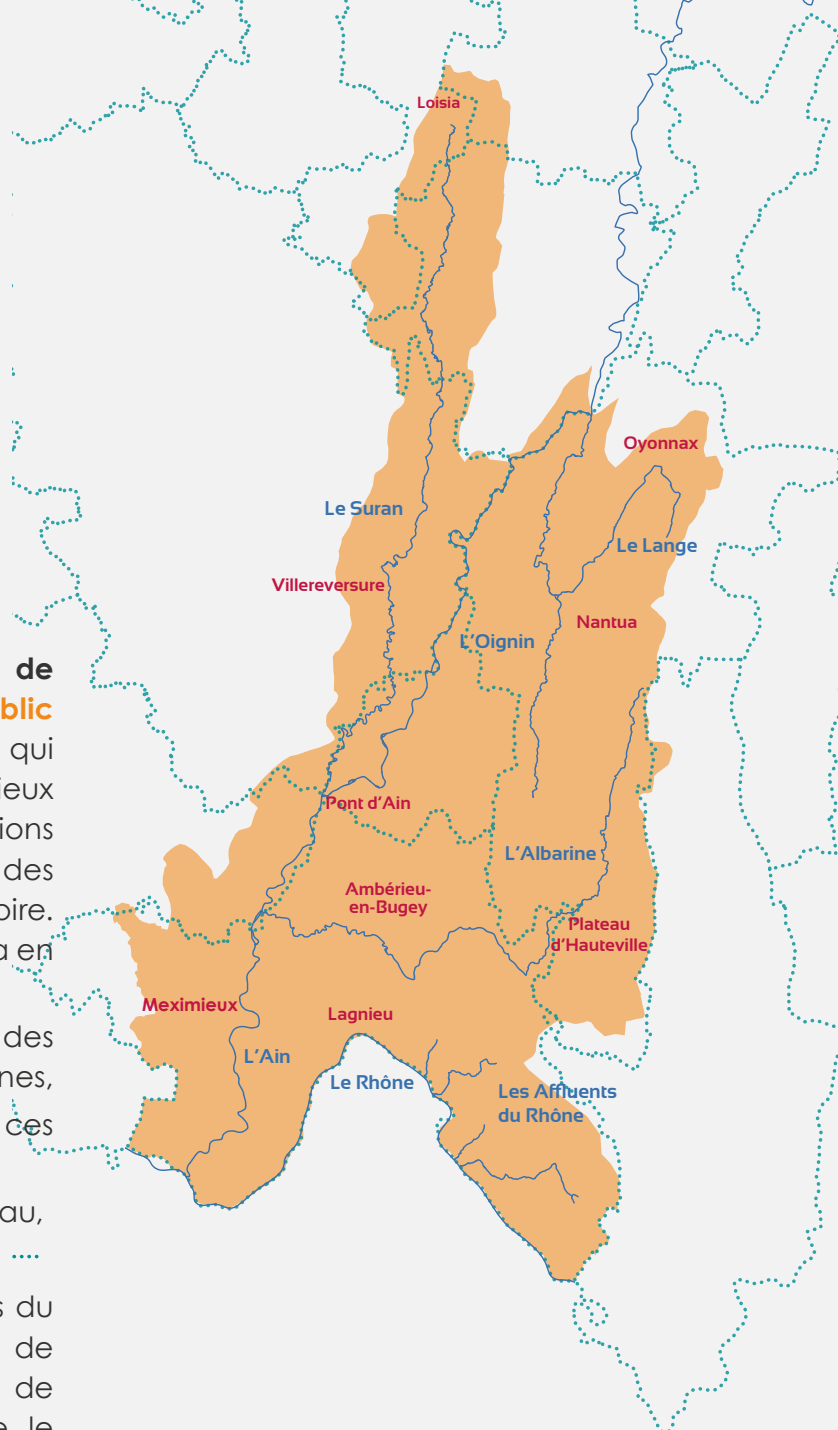 Loisia
Oyonnax
Le Suran
Le Lange
Villereversure
Nantua
L'Oignin
Pont d'Ain
L'Albarine
Ambérieu-
en-Bugey
Plateau
d'Hauteville
Meximieux
Lagnieu
L'Ain
Le Rhône
Les Affluents
du Rhône
de
blic
qui
ieux
ions
des
oire.
a en
des
nes,
ces
au,
s du
de
de
e le